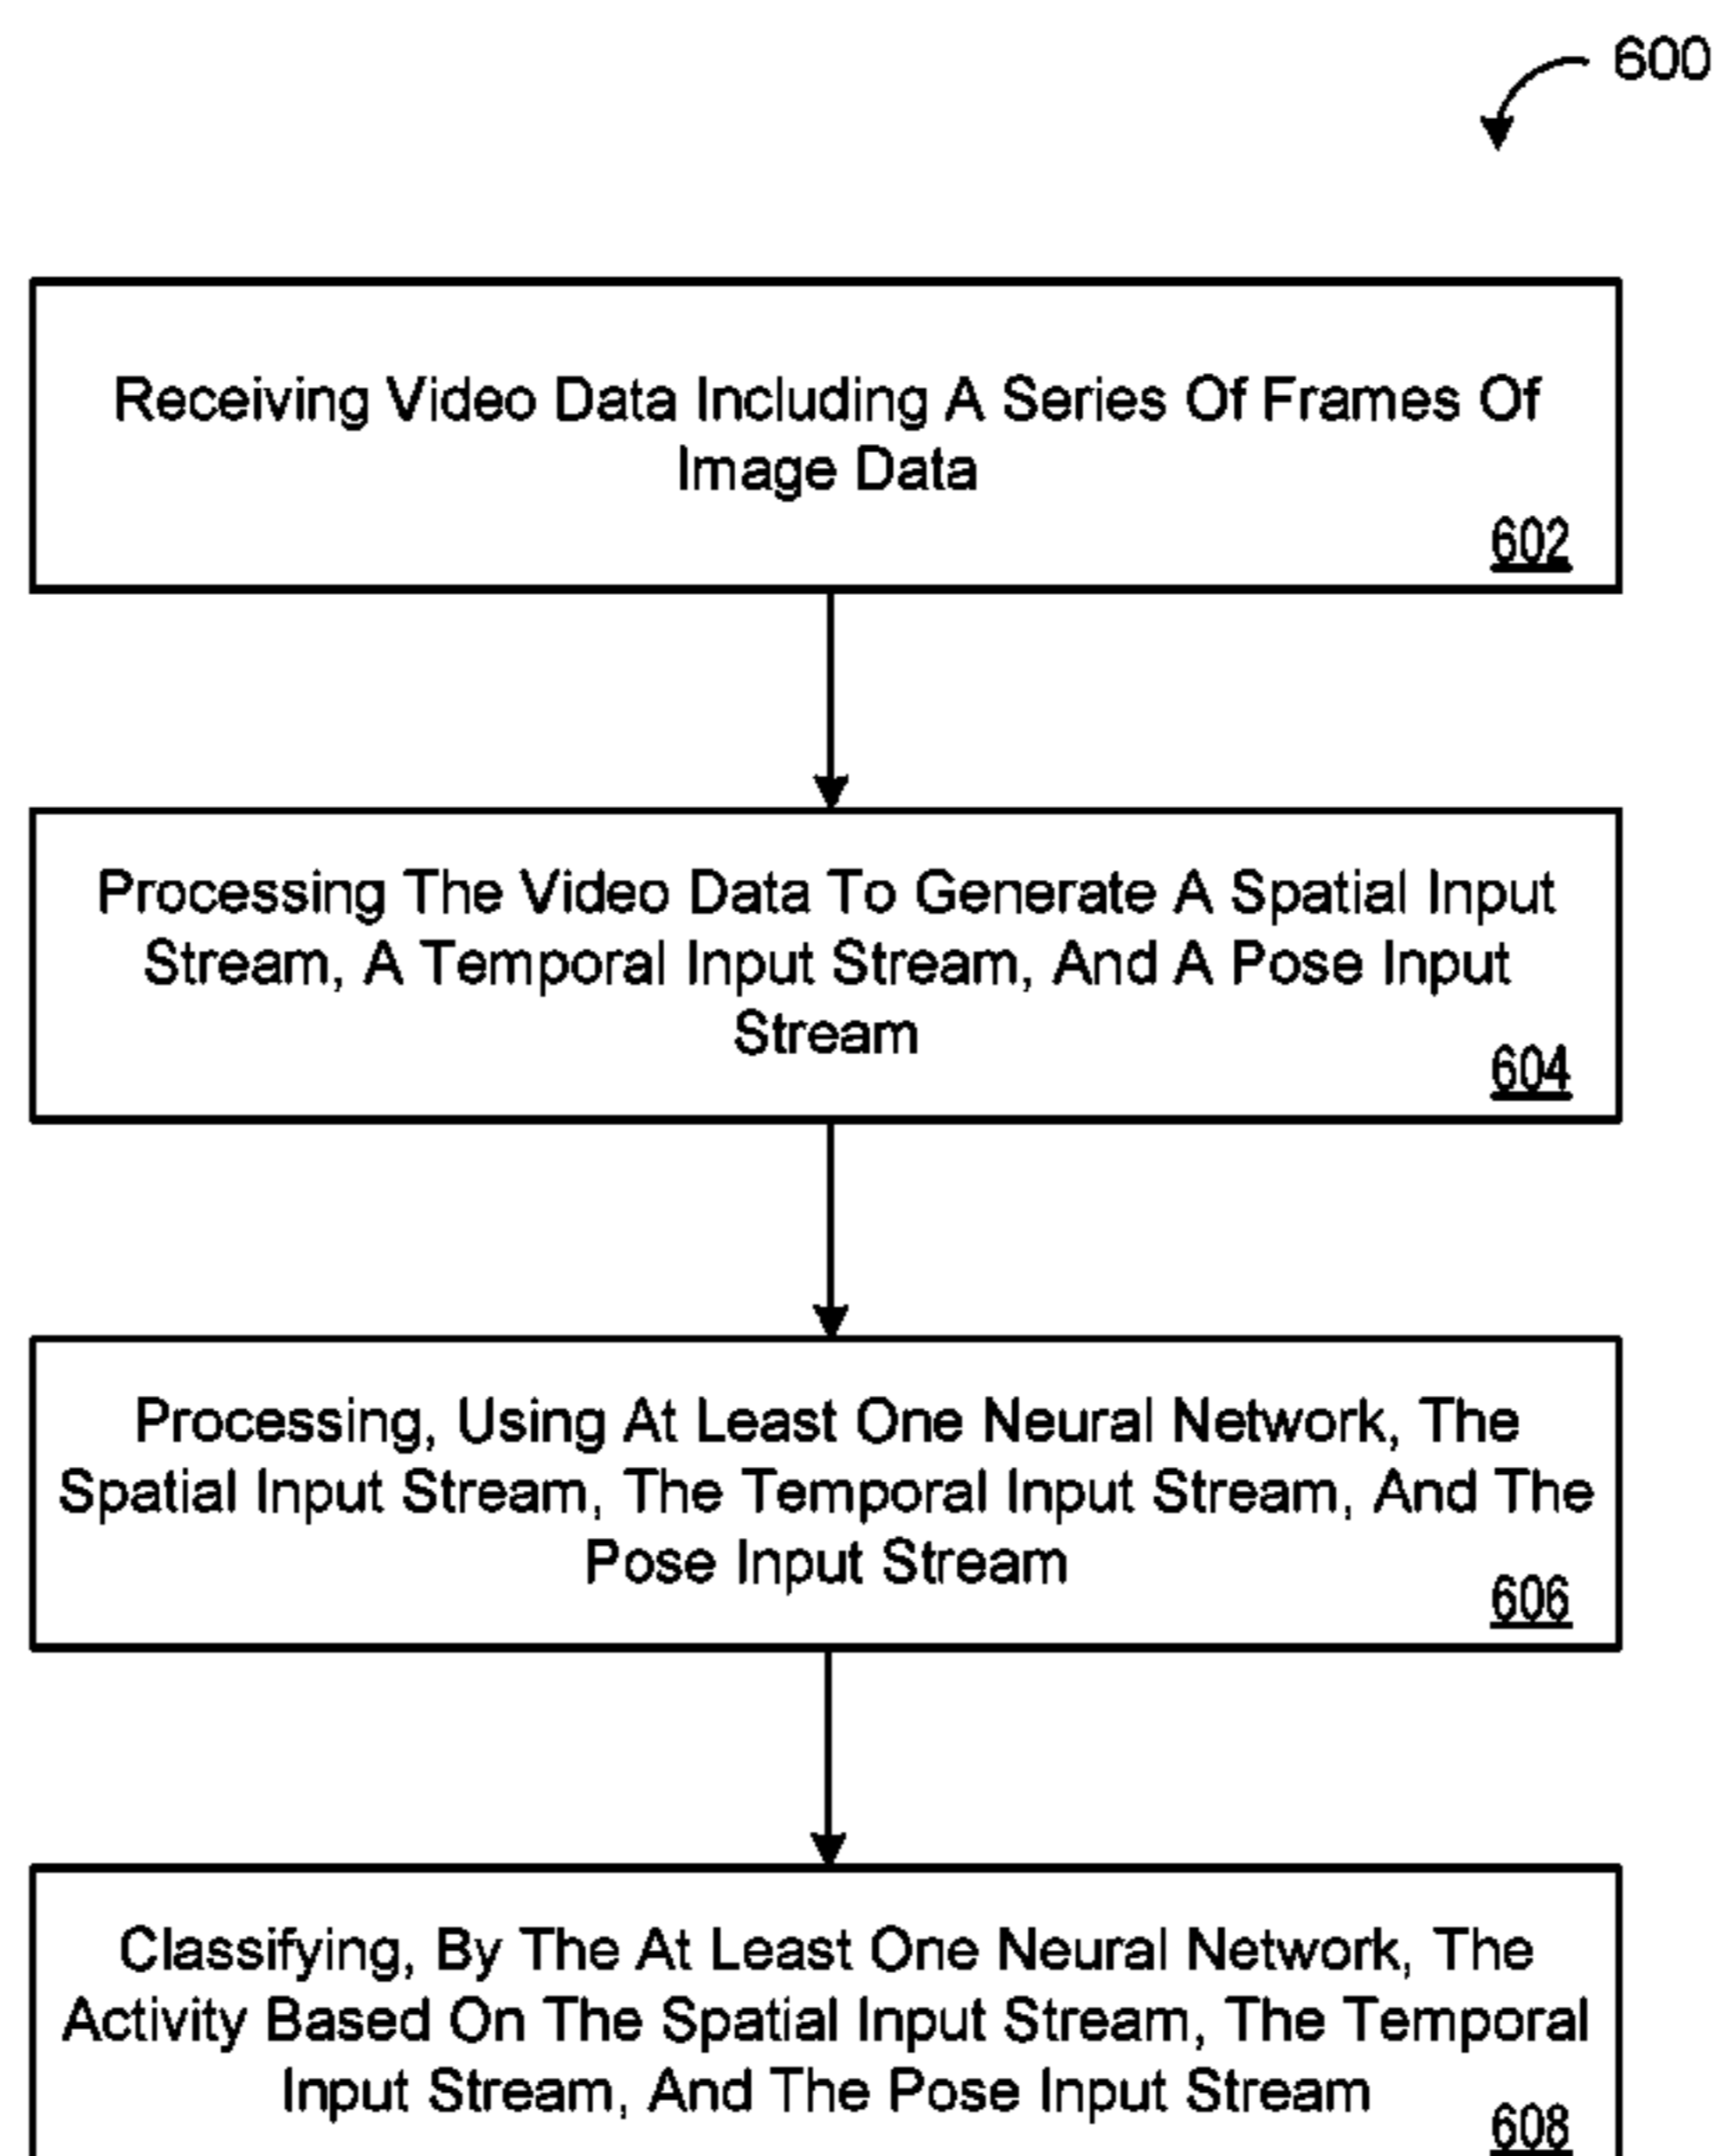 600
Receiving Video Data Including A Series Of Frames Of
Image Data
602
Processing The Video Data To Generate A Spatial Input
Stream, A Temporal Input Stream, And A Pose Input
Stream
604
Processing, Using At Least One Neural Network, The
Spatial Input Stream, The Temporal Input Stream, And The
Pose Input Stream
606
Classifying, By The At Least One Neural Network, The
Activity Based On The Spatial Input Stream, The Temporal
Input Stream, And The Pose Input Stream
608